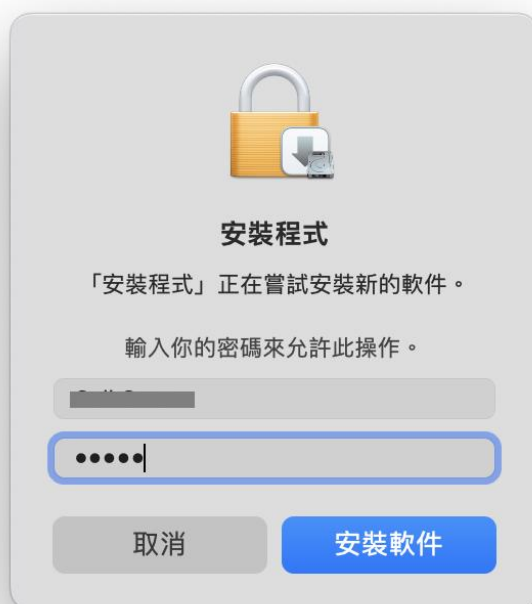 安裝程式
「安裝程式」正在嘗試安裝新的軟件。
輸入你的密碼來允許此操作。
•••••
取消
安裝軟件